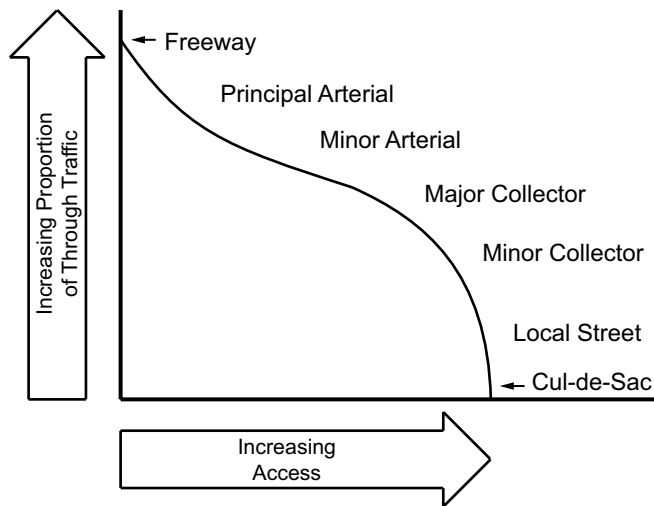 Freeway
Principal Arterial
Minor Arterial
Major Collector
Minor Collector
Local Street
Cul-de-Sac
Increasing Proportion
of Through Traffic
Increasing
Access